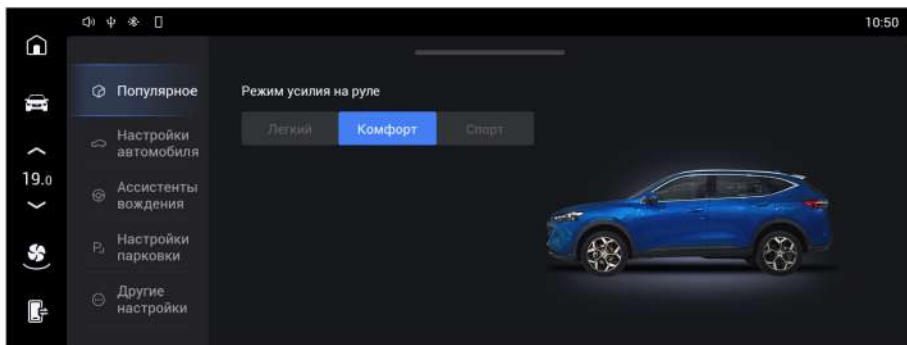 10:50
Популярное
Режим усилия на руле
Легкий Комфорт Спорт
Настройки
автомобиля
19.0
Ассистенты
вождения
Настройки
парковки
Другие
настройки